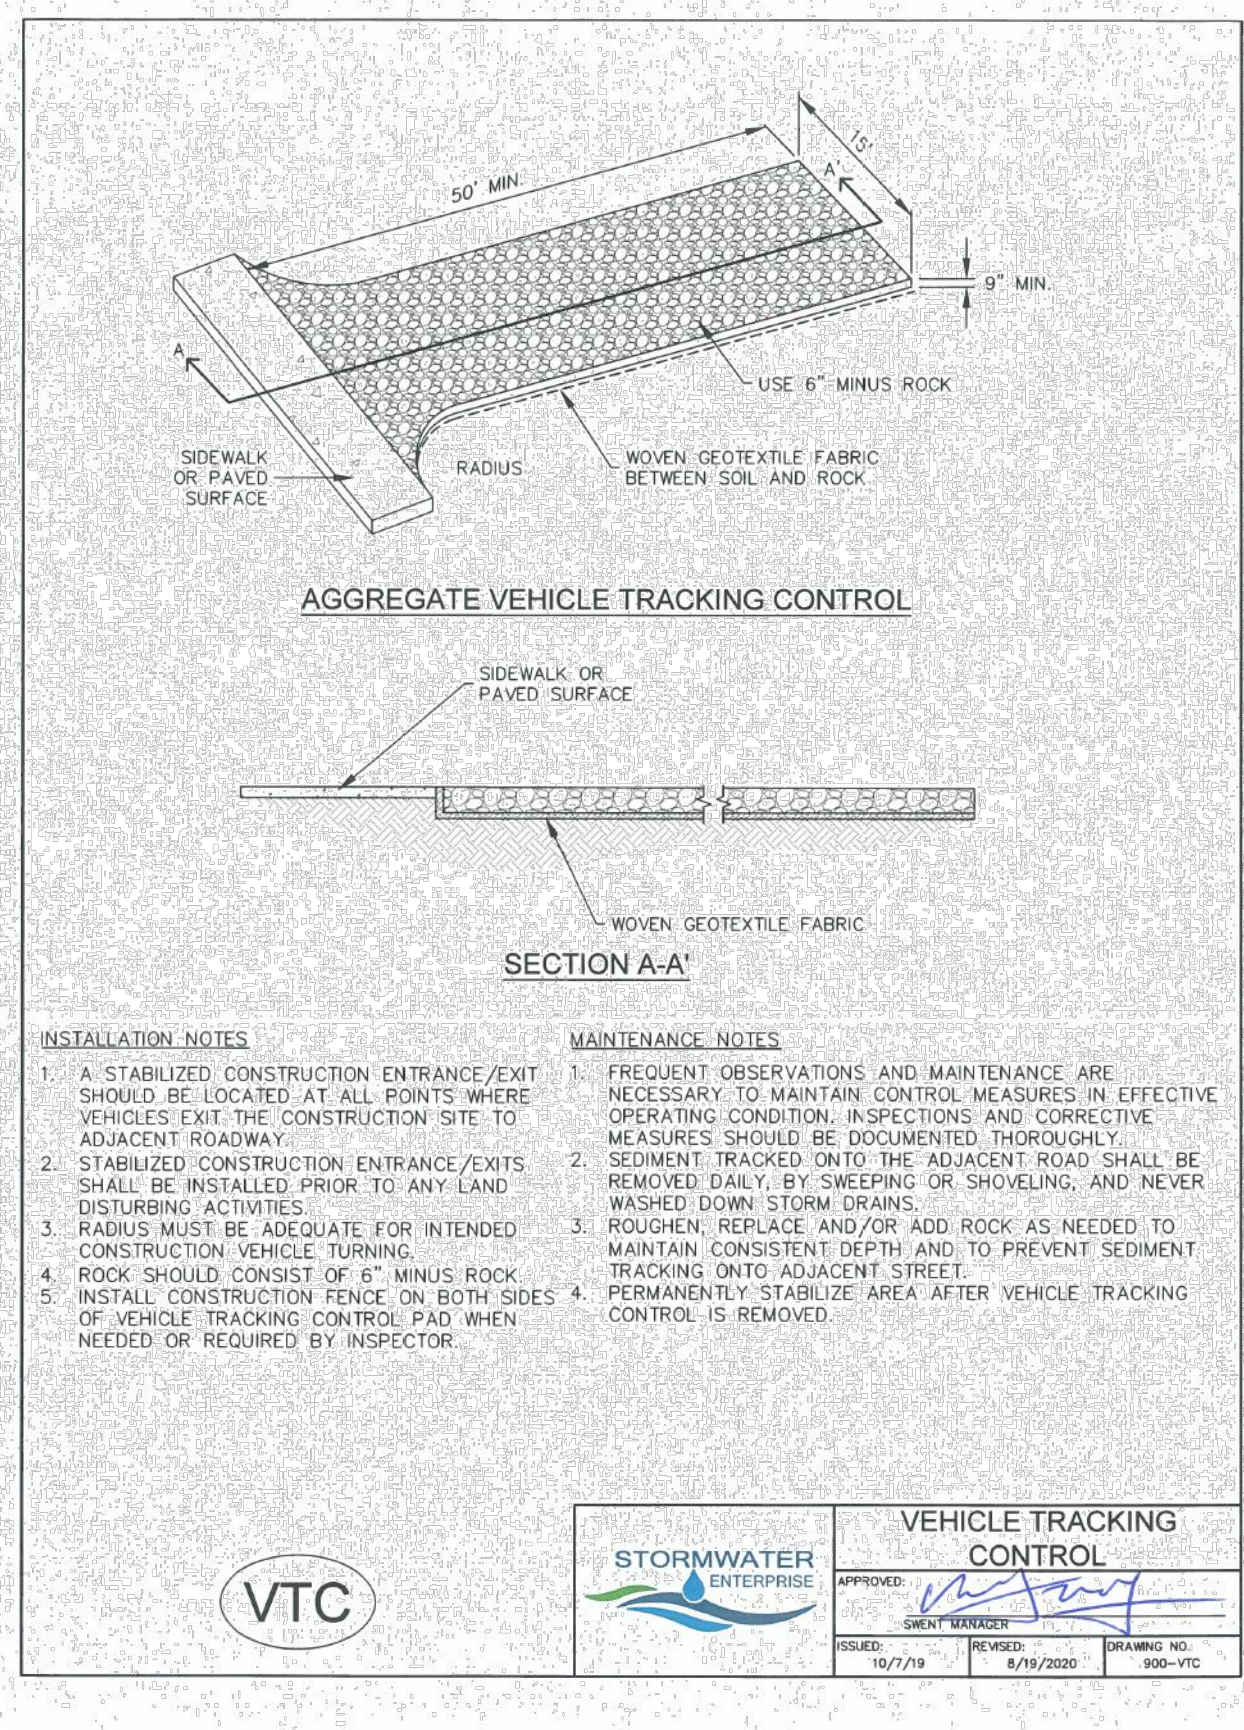 15'
50' MIN.
A'
9" MIN.
A
USE 6" MINUS ROCK
SIDEWALK
OR PAVED
SURFACE
RADIUS
WOVEN GEOTEXTILE FABRIC
BETWEEN SOIL AND ROCK
AGGREGATE VEHICLE TRACKING CONTROL
SIDEWALK OR
PAVED SURFACE
WOVEN GEOTEXTILE FABRIC
SECTION A-A'
INSTALLATION NOTES
1. A STABILIZED CONSTRUCTION ENTRANCE/EXIT
SHOULD BE LOCATED AT ALL POINTS WHERE
VEHICLES EXIT THE CONSTRUCTION SITE TO
ADJACENT ROADWAY.
2. STABILIZED CONSTRUCTION ENTRANCE/EXITS
SHALL BE INSTALLED PRIOR TO ANY LAND
DISTURBING ACTIVITIES.
3. RADIUS MUST BE ADEQUATE FOR INTENDED
CONSTRUCTION VEHICLE TURNING.
4. ROCK SHOULD CONSIST OF 6" MINUS ROCK.
5. INSTALL CONSTRUCTION FENCE ON BOTH SIDES
OF VEHICLE TRACKING CONTROL PAD WHEN
NEEDED OR REQUIRED BY INSPECTOR.
MAINTENANCE NOTES
1. FREQUENT OBSERVATIONS AND MAINTENANCE ARE
NECESSARY TO MAINTAIN CONTROL MEASURES IN EFFECTIVE
OPERATING CONDITION. INSPECTIONS AND CORRECTIVE
MEASURES SHOULD BE DOCUMENTED THOROUGHLY.
2. SEDIMENT TRACKED ONTO THE ADJACENT ROAD SHALL BE
REMOVED DAILY, BY SWEEPING OR SHOVELING, AND NEVER
WASHED DOWN STORM DRAINS.
3. ROUGHEN, REPLACE AND/OR ADD ROCK AS NEEDED TO
MAINTAIN CONSISTENT DEPTH AND TO PREVENT SEDIMENT
TRACKING ONTO ADJACENT STREET.
4. PERMANENTLY STABILIZE AREA AFTER VEHICLE TRACKING
CONTROL IS REMOVED.
VTC
STORMWATER
ENTERPRISE
VEHICLE TRACKING
CONTROL
APPROVED:
SWENT MANAGER
ISSUED:
10/7/19
REVISED:
8/19/2020
DRAWING NO.
900-VTC